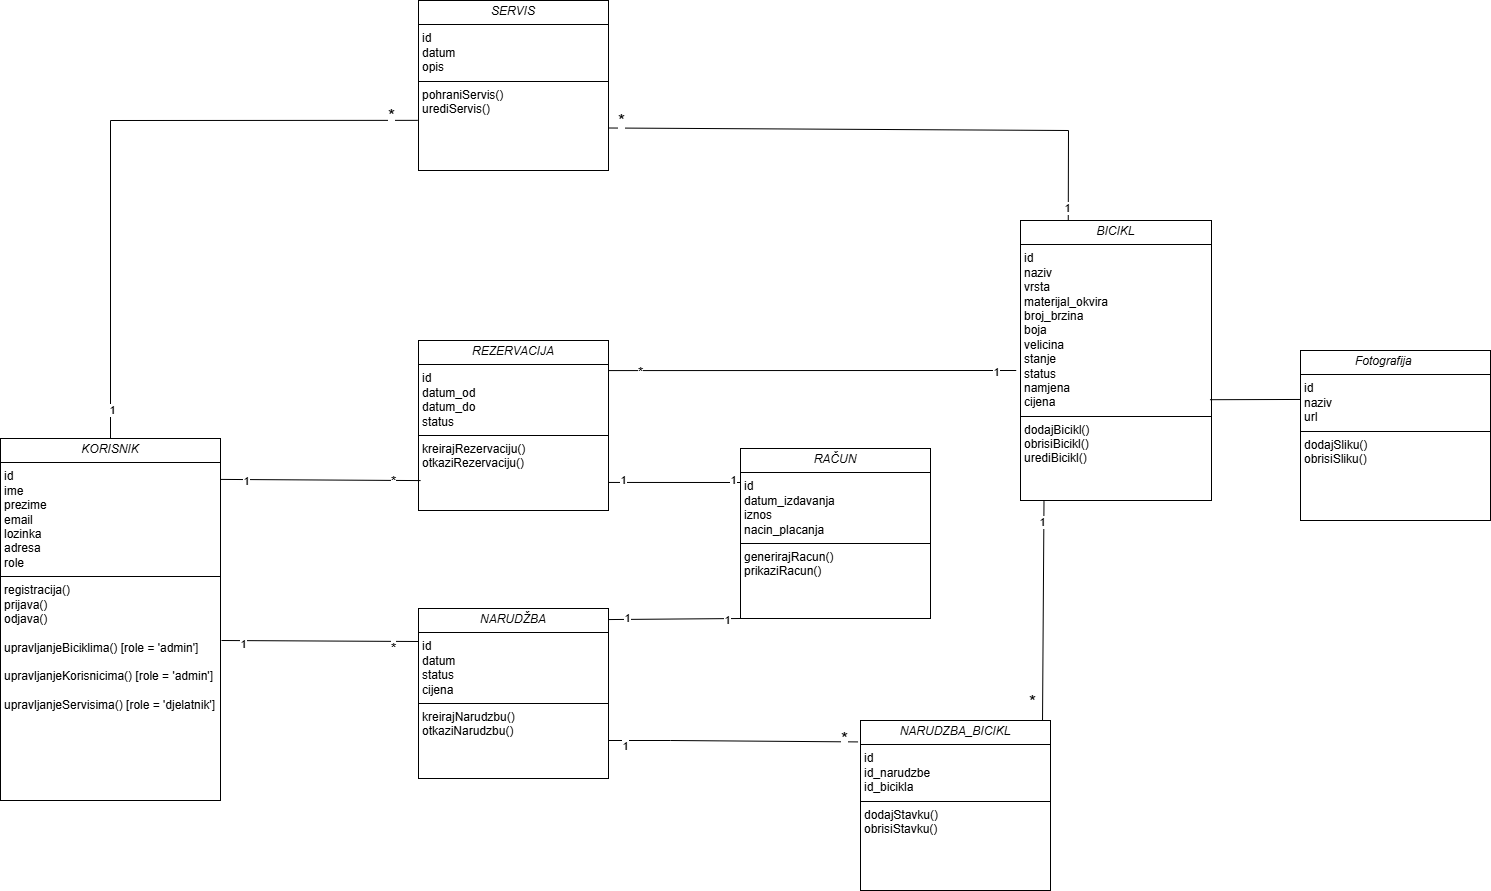 SERVIS
id
datum
opis
pohraniServis()
urediServis()
*
*
1
1
BICIKL
id
naziv
vrsta
materijal_okvira
broj_brzina
boja
velicina
stanje
status
namjena
cijena
dodajBicikl()
obrisiBicikl()
urediBicikl()
REZERVACIJA
id
datum_od
datum_do
status
kreirajRezervaciju()
otkaziRezervaciju()
*
1
Fotografija
id
naziv
url
dodajSliku()
obrisiSliku()
KORISNIK
id
ime
prezime
email
lozinka
adresa
role
registracija()
prijava()
odjava()
upravljanjeBiciklima() [role = 'admin']
upravljanjeKorisnicima() [role = 'admin']
upravljanjeServisima() [role = 'djelatnik']
1
*
1
1
RAČUN
id
datum_izdavanja
iznos
nacin_placanja
generirajRacun()
prikaziRacun()
1
*
NARUDŽBA
id
datum
status
cijena
kreirajNarudzbu()
otkaziNarudzbu()
1
1
1
*
1
*
NARUDZBA_BICIKL
id
id_narudzbe
id_bicikla
dodajStavku()
obrisiStavku()